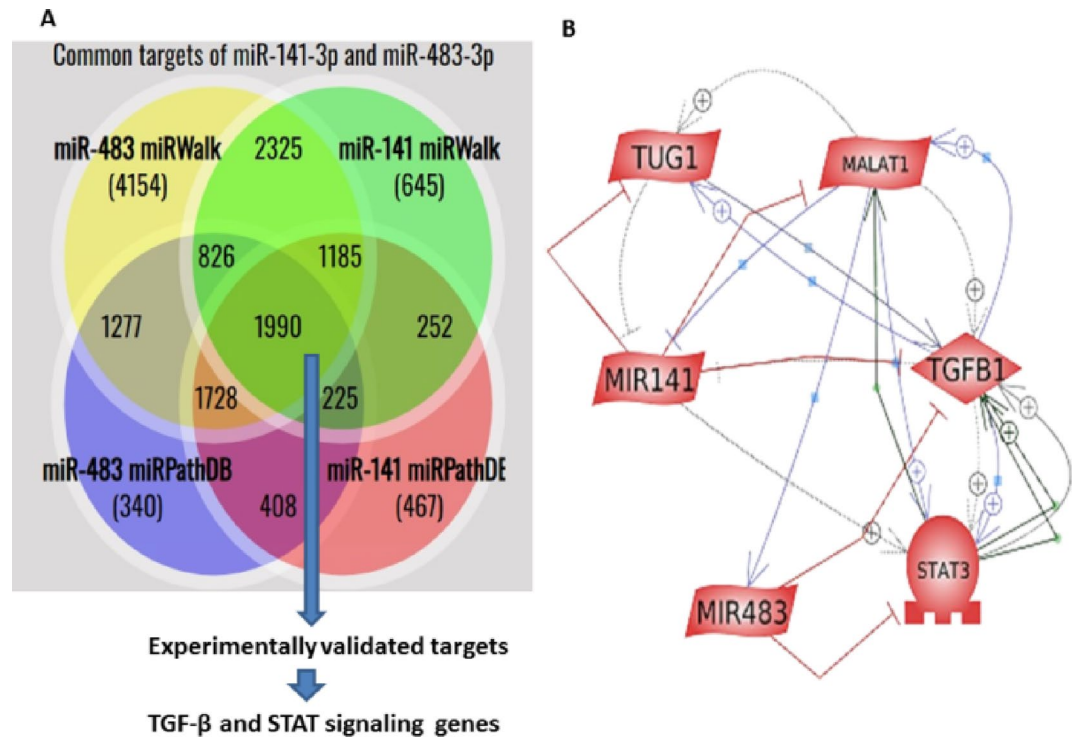 A
Common targets of miR-141-3p and miR-483-3p
miR-483 miRWalk
(4154)
2325
miR-141 miRWalk
(645)
826
1185
1277
1990
252
1728
225
miR-483 miRPathDB
(340)
408
miR-141 miRPathDE
(467)
Experimentally validated targets
TGF-β and STAT signaling genes
B
+
TUG1
MALAT1
+
+
+
MIR141
TGFB1
+
+
+
+
+
+
STAT3
MIR483